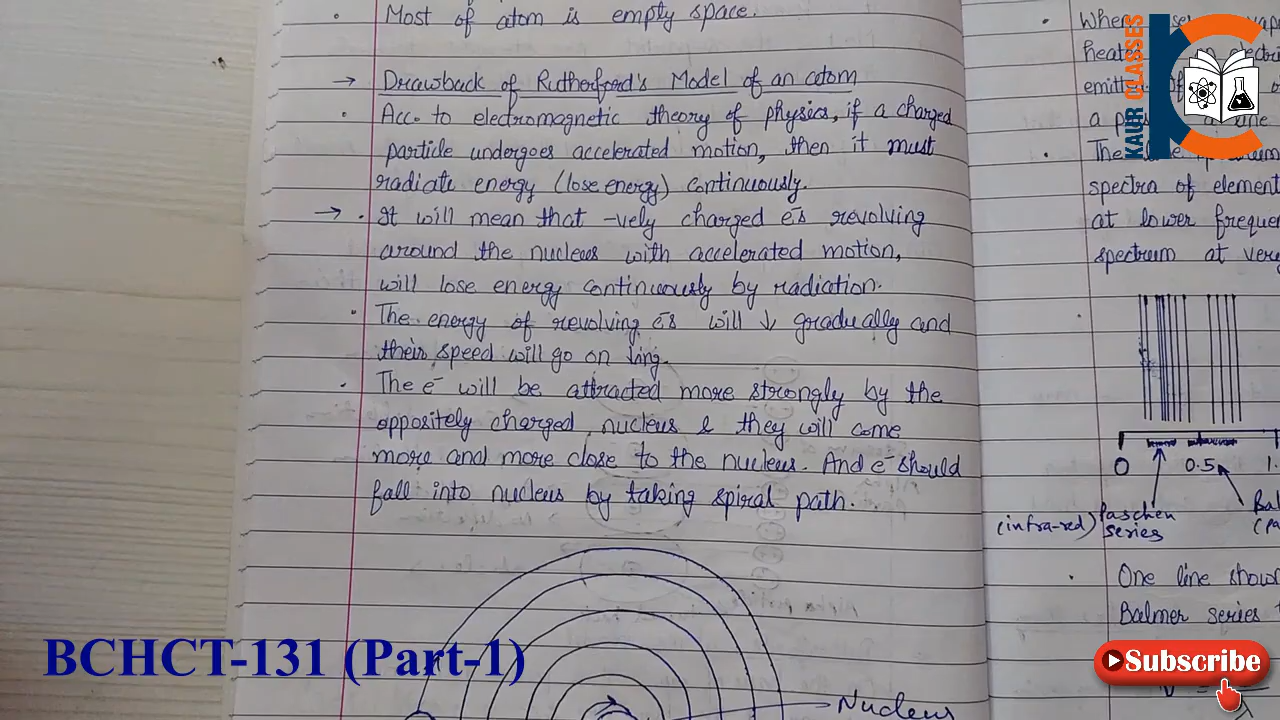 Most of atom is empty space.
→ Drawback of Rutherford's Model of an atom
Acc. to electromagnetic theory of physics, if a charged
particle undergoes accelerated motion, then it must
radiate energy (lose energy) continuously.
→ It will mean that -vely charged e⁻s revolving
around the nucleus with accelerated motion,
will lose energy continuously by radiation.
The energy of revolving e⁻s will ↓ gradually and
their speed will go on ↓ing.
The e⁻ will be attracted more strongly by the
oppositely charged nucleus & they will come
more and more close to the nucleus. And e⁻ should
fall into nucleus by taking spiral path.
Nucleus
When
heated
emitt
a
The
spectra of element
at lower freque
spectrum at very
0 0.5 1.
(infra-red) Paschen
series
Bal
One line show
Balmer series
KAUR CLASSES
BCHCT-131 (Part-1)
Subscribe